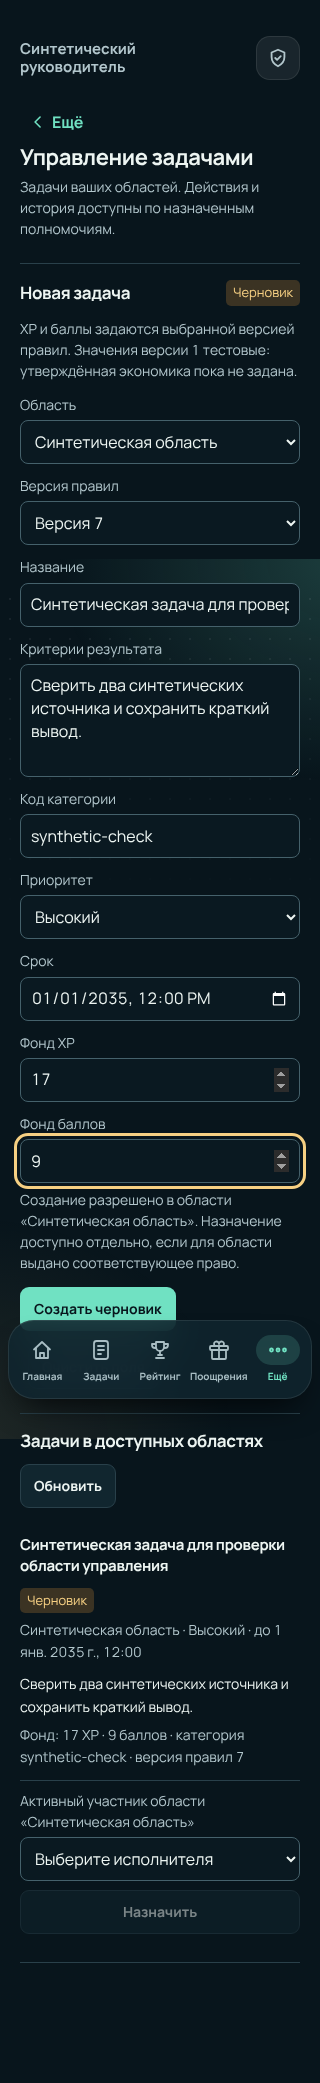 Синтетический
руководитель
Ещё
Управление задачами
Задачи ваших областей. Действия и
история доступны по назначенным
полномочиям.
Новая задача
Черновик
XP и баллы задаются выбранной версией
правил. Значения версии 1 тестовые:
утверждённая экономика пока не задана.
Область
Синтетическая область
Версия правил
Версия 7
Название
Синтетическая задача для провер
Критерии результата
Сверить два синтетических
источника и сохранить краткий
вывод.
Код категории
synthetic-check
Приоритет
Высокий
Срок
01/01/2035, 12:00 PM
Фонд XP
17
Фонд баллов
9
Создание разрешено в области
«Синтетическая область». Назначение
доступно отдельно, если для области
выдано соответствующее право.
Создать черновик
Главная
Задачи
Рейтинг
Поощрения
Ещё
Задачи в доступных областях
Обновить
Синтетическая задача для проверки
области управления
Черновик
Синтетическая область · Высокий · до 1
янв. 2035 г., 12:00
Сверить два синтетических источника и
сохранить краткий вывод.
Фонд: 17 XP · 9 баллов · категория
synthetic-check · версия правил 7
Активный участник области
«Синтетическая область»
Выберите исполнителя
Назначить